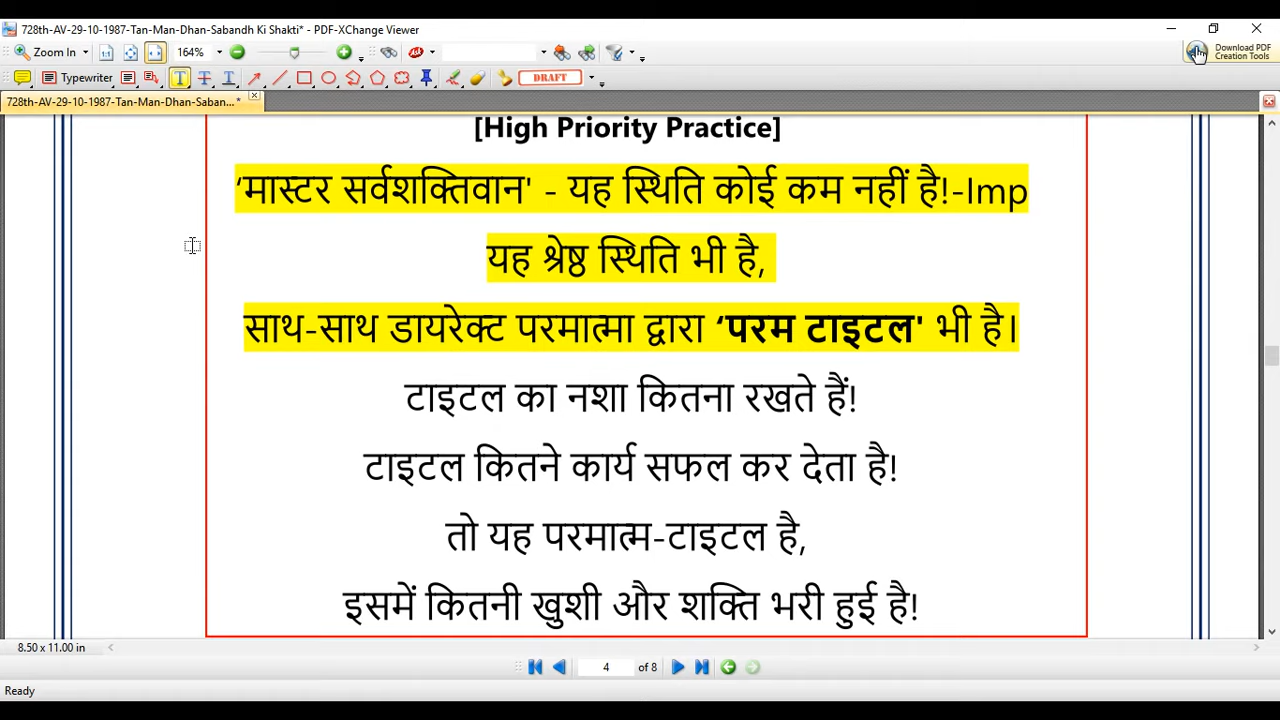 728th-AV-29-10-1987-Tan-Man-Dhan-Sabandh Ki Shakti* - PDF-XChange Viewer
Zoom In 164% Download PDF Creation Tools
Typewriter DRAFT
728th-AV-29-10-1987-Tan-Man-Dhan-Saban... *
[High Priority Practice]
‘मास्टर सर्वशक्तिवान' - यह स्थिति कोई कम नहीं है!-Imp
यह श्रेष्ठ स्थिति भी है,
साथ-साथ डायरेक्ट परमात्मा द्वारा ‘परम टाइटल' भी है।
टाइटल का नशा कितना रखते हैं!
टाइटल कितने कार्य सफल कर देता है!
तो यह परमात्म-टाइटल है,
इसमें कितनी खुशी और शक्ति भरी हुई है!
8.50 x 11.00 in
4 of 8
Ready